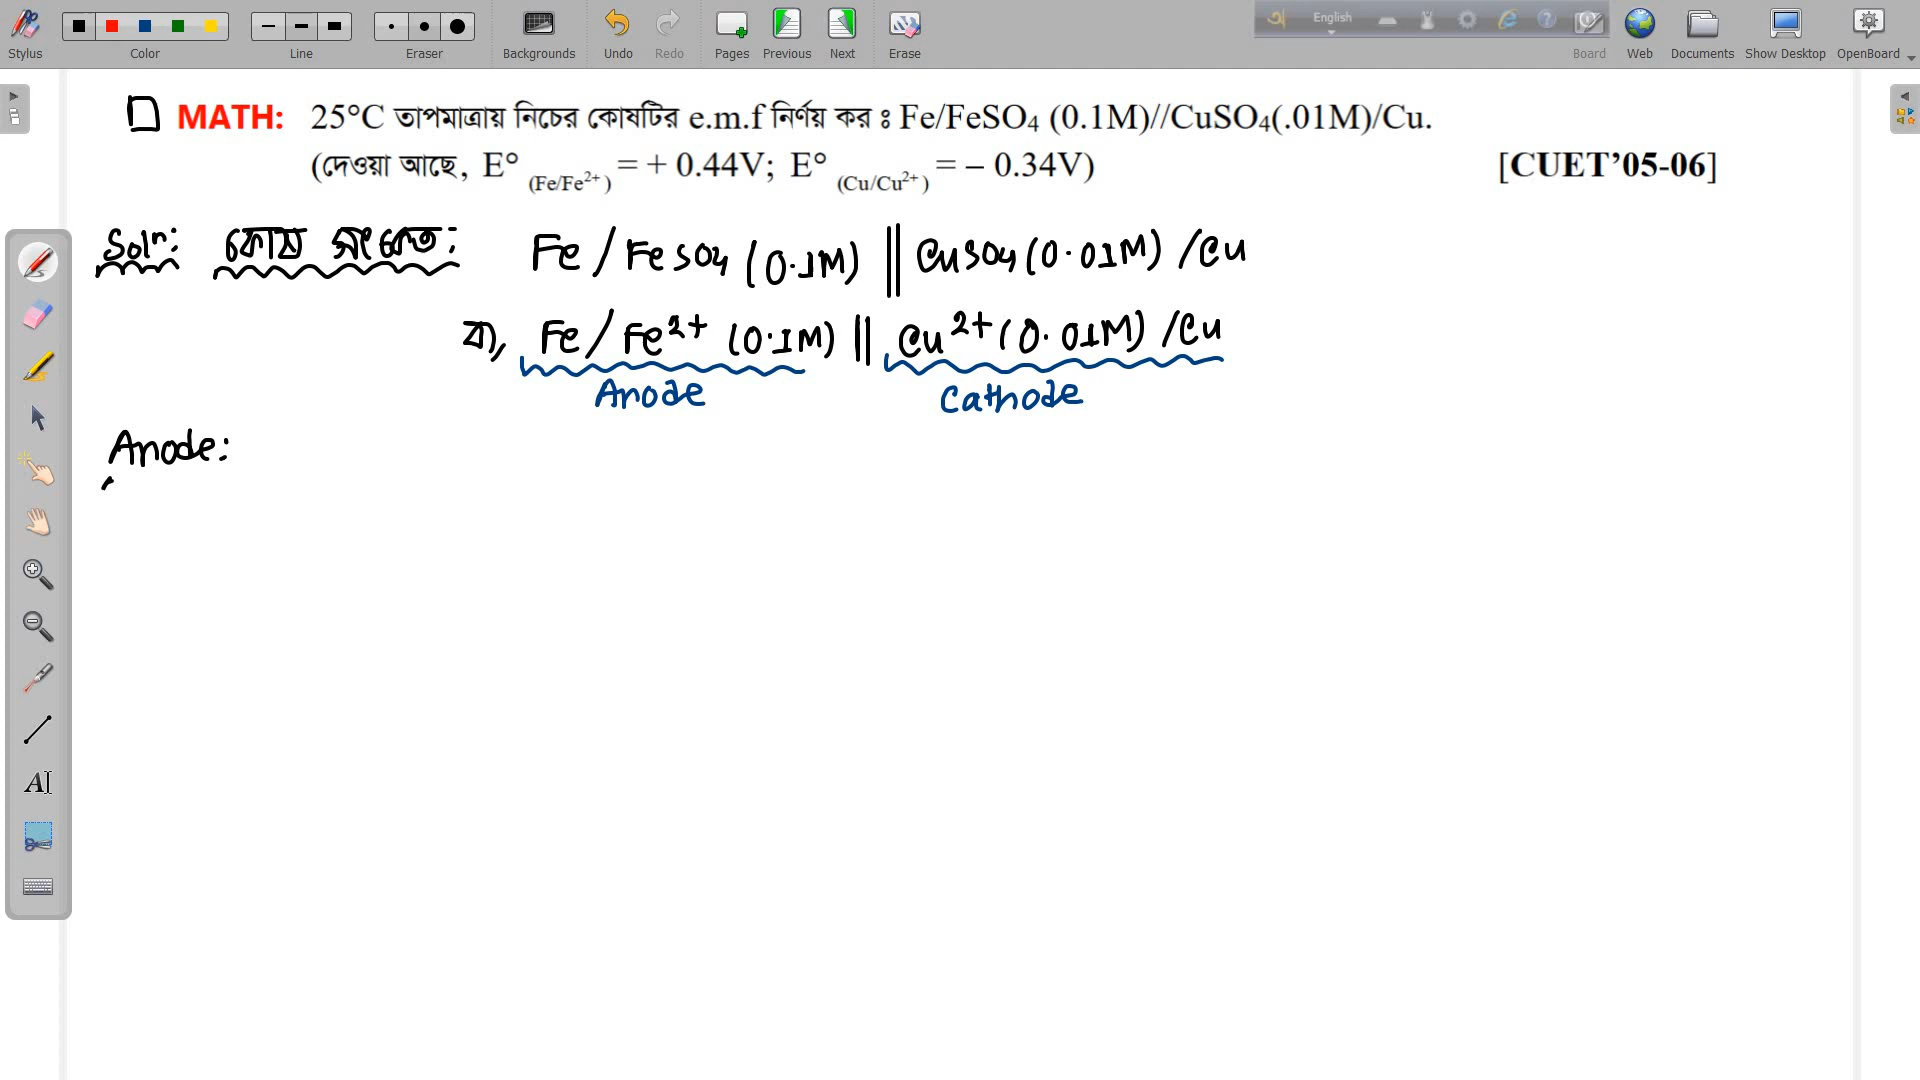 Stylus Color Line Eraser Backgrounds Undo Redo Pages Previous Next Erase English Board Web Documents Show Desktop OpenBoard
MATH: 25°C তাপমাত্রায় নিচের কোষটির e.m.f নির্ণয় কর ঃ Fe/FeSO₄ (0.1M)//CuSO₄(.01M)/Cu.
(দেওয়া আছে, E° (Fe/Fe²⁺) = + 0.44V; E° (Cu/Cu²⁺) = – 0.34V) [CUET’05-06]
Solⁿ: কোষ সংকেত: Fe / FeSO₄ (0.1M) || CuSO₄ (0.01M) / Cu
বা, Fe / Fe²⁺ (0.1M) || Cu²⁺ (0.01M) / Cu
Anode Cathode
Anode: